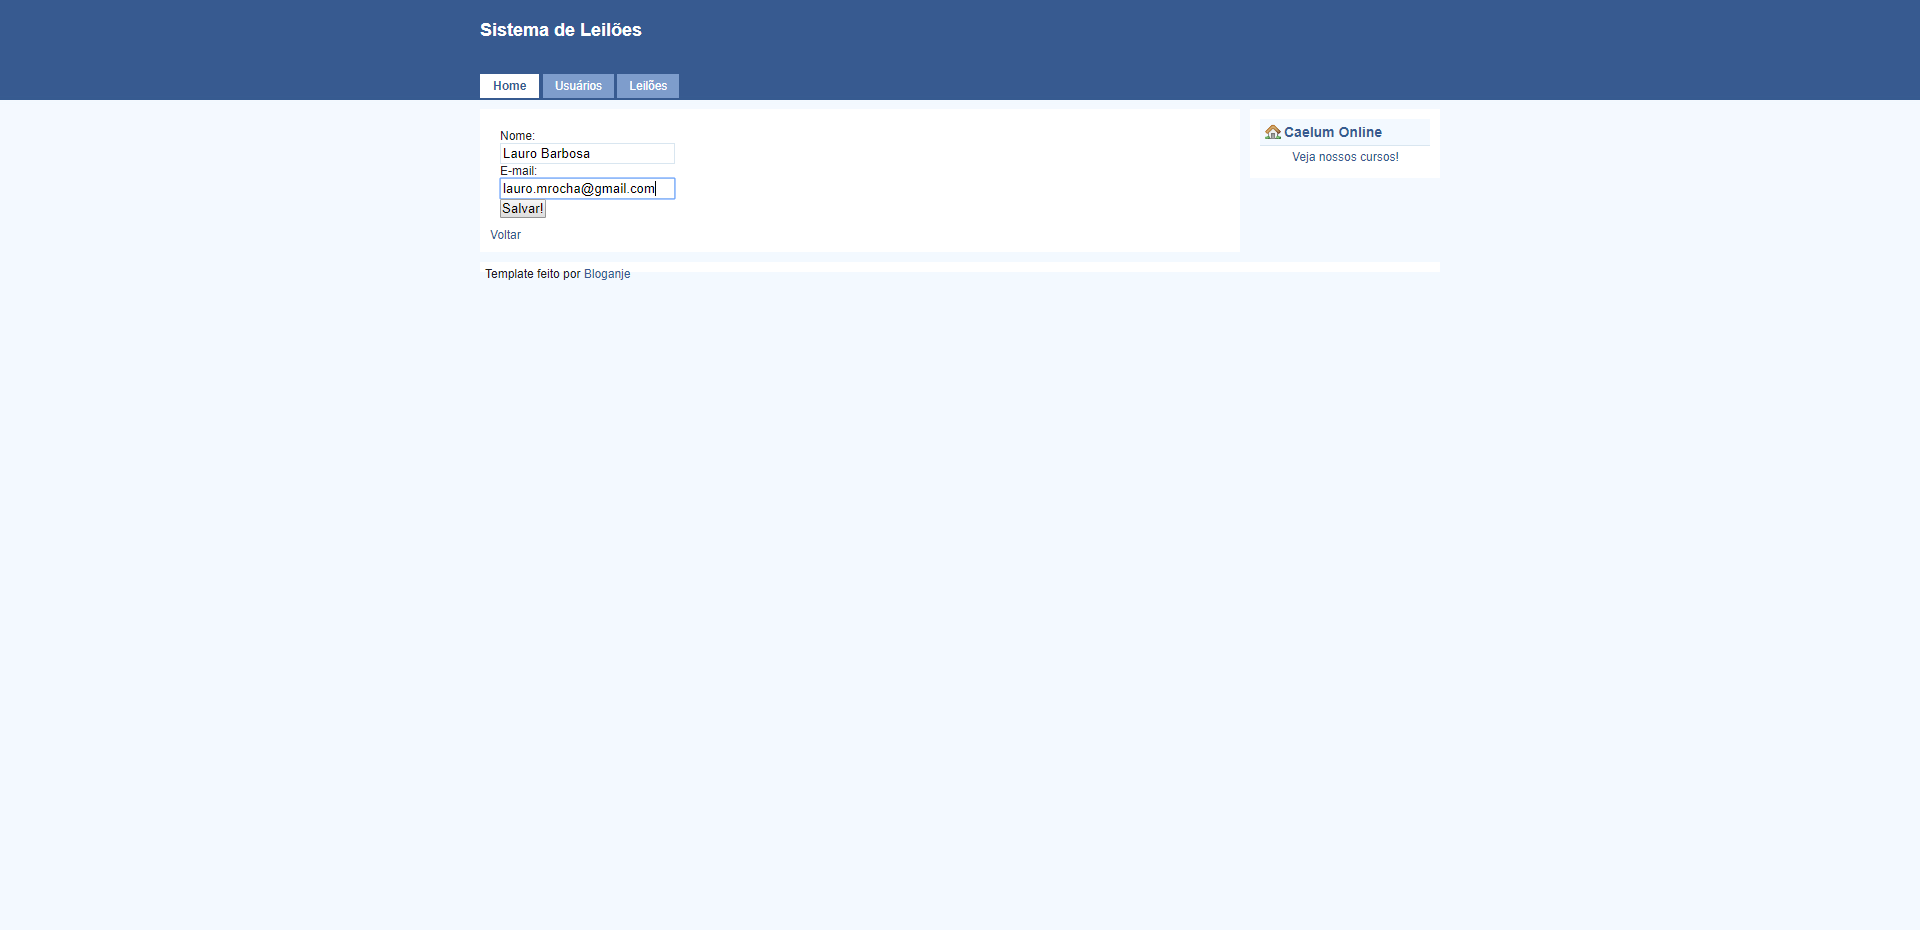 Sistema de Leilões
Home Usuários Leilões
Nome:
Lauro Barbosa
E-mail:
lauro.mrocha@gmail.com
Salvar!
Voltar
Caelum Online
Veja nossos cursos!
Template feito por Bloganje